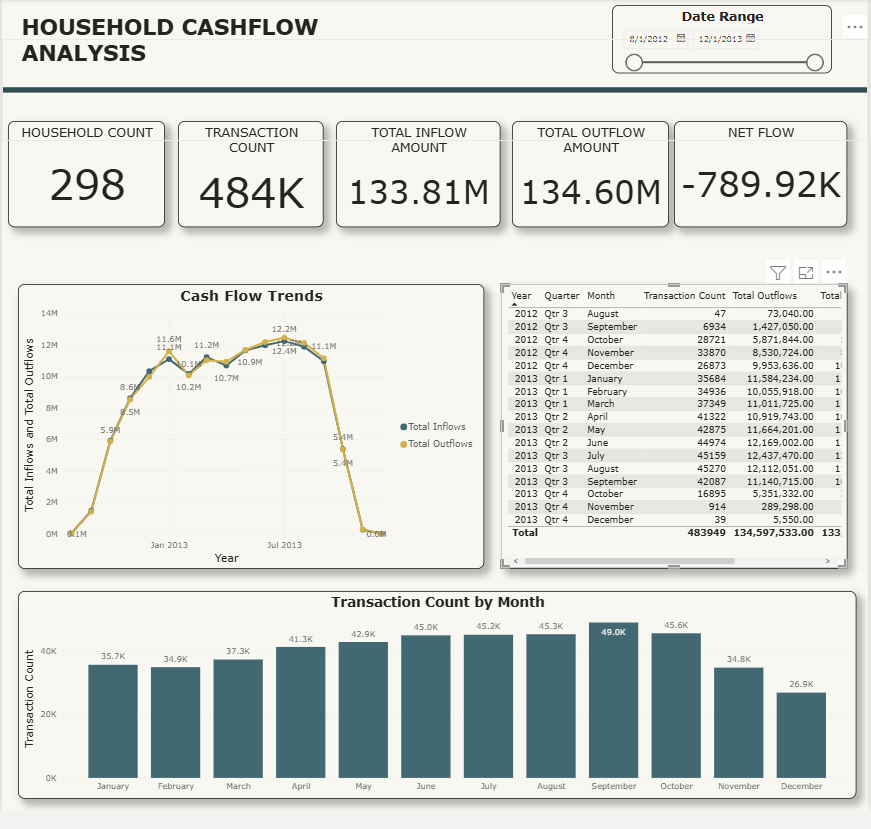 HOUSEHOLD CASHFLOW
ANALYSIS
Date Range
8/1/2012
12/1/2013
HOUSEHOLD COUNT
298
TRANSACTION
COUNT
484K
TOTAL INFLOW
AMOUNT
133.81M
TOTAL OUTFLOW
AMOUNT
134.60M
NET FLOW
-789.92K
Cash Flow Trends
Total Inflows and Total Outflows
14M
12M
10M
8M
6M
4M
2M
0M
5.9M
8.6M
8.5M
11.6M
11.1M
10.1M
10.2M
11.2M
10.7M
10.9M
12.2M
12.4M
11.1M
5.4M
5.4M
0.0M
Jan 2013
Jul 2013
Year
Total Inflows
Total Outflows
Year Quarter Month Transaction Count Total Outflows Total
2012 Qtr 3 August 47 73,040.00
2012 Qtr 3 September 6934 1,427,050.00
2012 Qtr 4 October 28721 5,871,844.00
2012 Qtr 4 November 33870 8,530,724.00
2012 Qtr 4 December 26873 9,953,636.00
2013 Qtr 1 January 35684 11,584,234.00
2013 Qtr 1 February 34936 10,055,918.00
2013 Qtr 1 March 37349 11,011,725.00
2013 Qtr 2 April 41322 10,919,743.00
2013 Qtr 2 May 42875 11,664,201.00
2013 Qtr 2 June 44974 12,169,002.00
2013 Qtr 3 July 45159 12,437,470.00
2013 Qtr 3 August 45270 12,112,051.00
2013 Qtr 3 September 42087 11,140,715.00
2013 Qtr 4 October 16895 5,351,332.00
2013 Qtr 4 November 914 289,298.00
2013 Qtr 4 December 39 5,550.00
Total 483949 134,597,533.00 133,
Transaction Count by Month
Transaction Count
40K
20K
0K
35.7K
34.9K
37.3K
41.3K
42.9K
45.0K
45.2K
45.3K
49.0K
45.6K
34.8K
26.9K
January
February
March
April
May
June
July
August
September
October
November
December